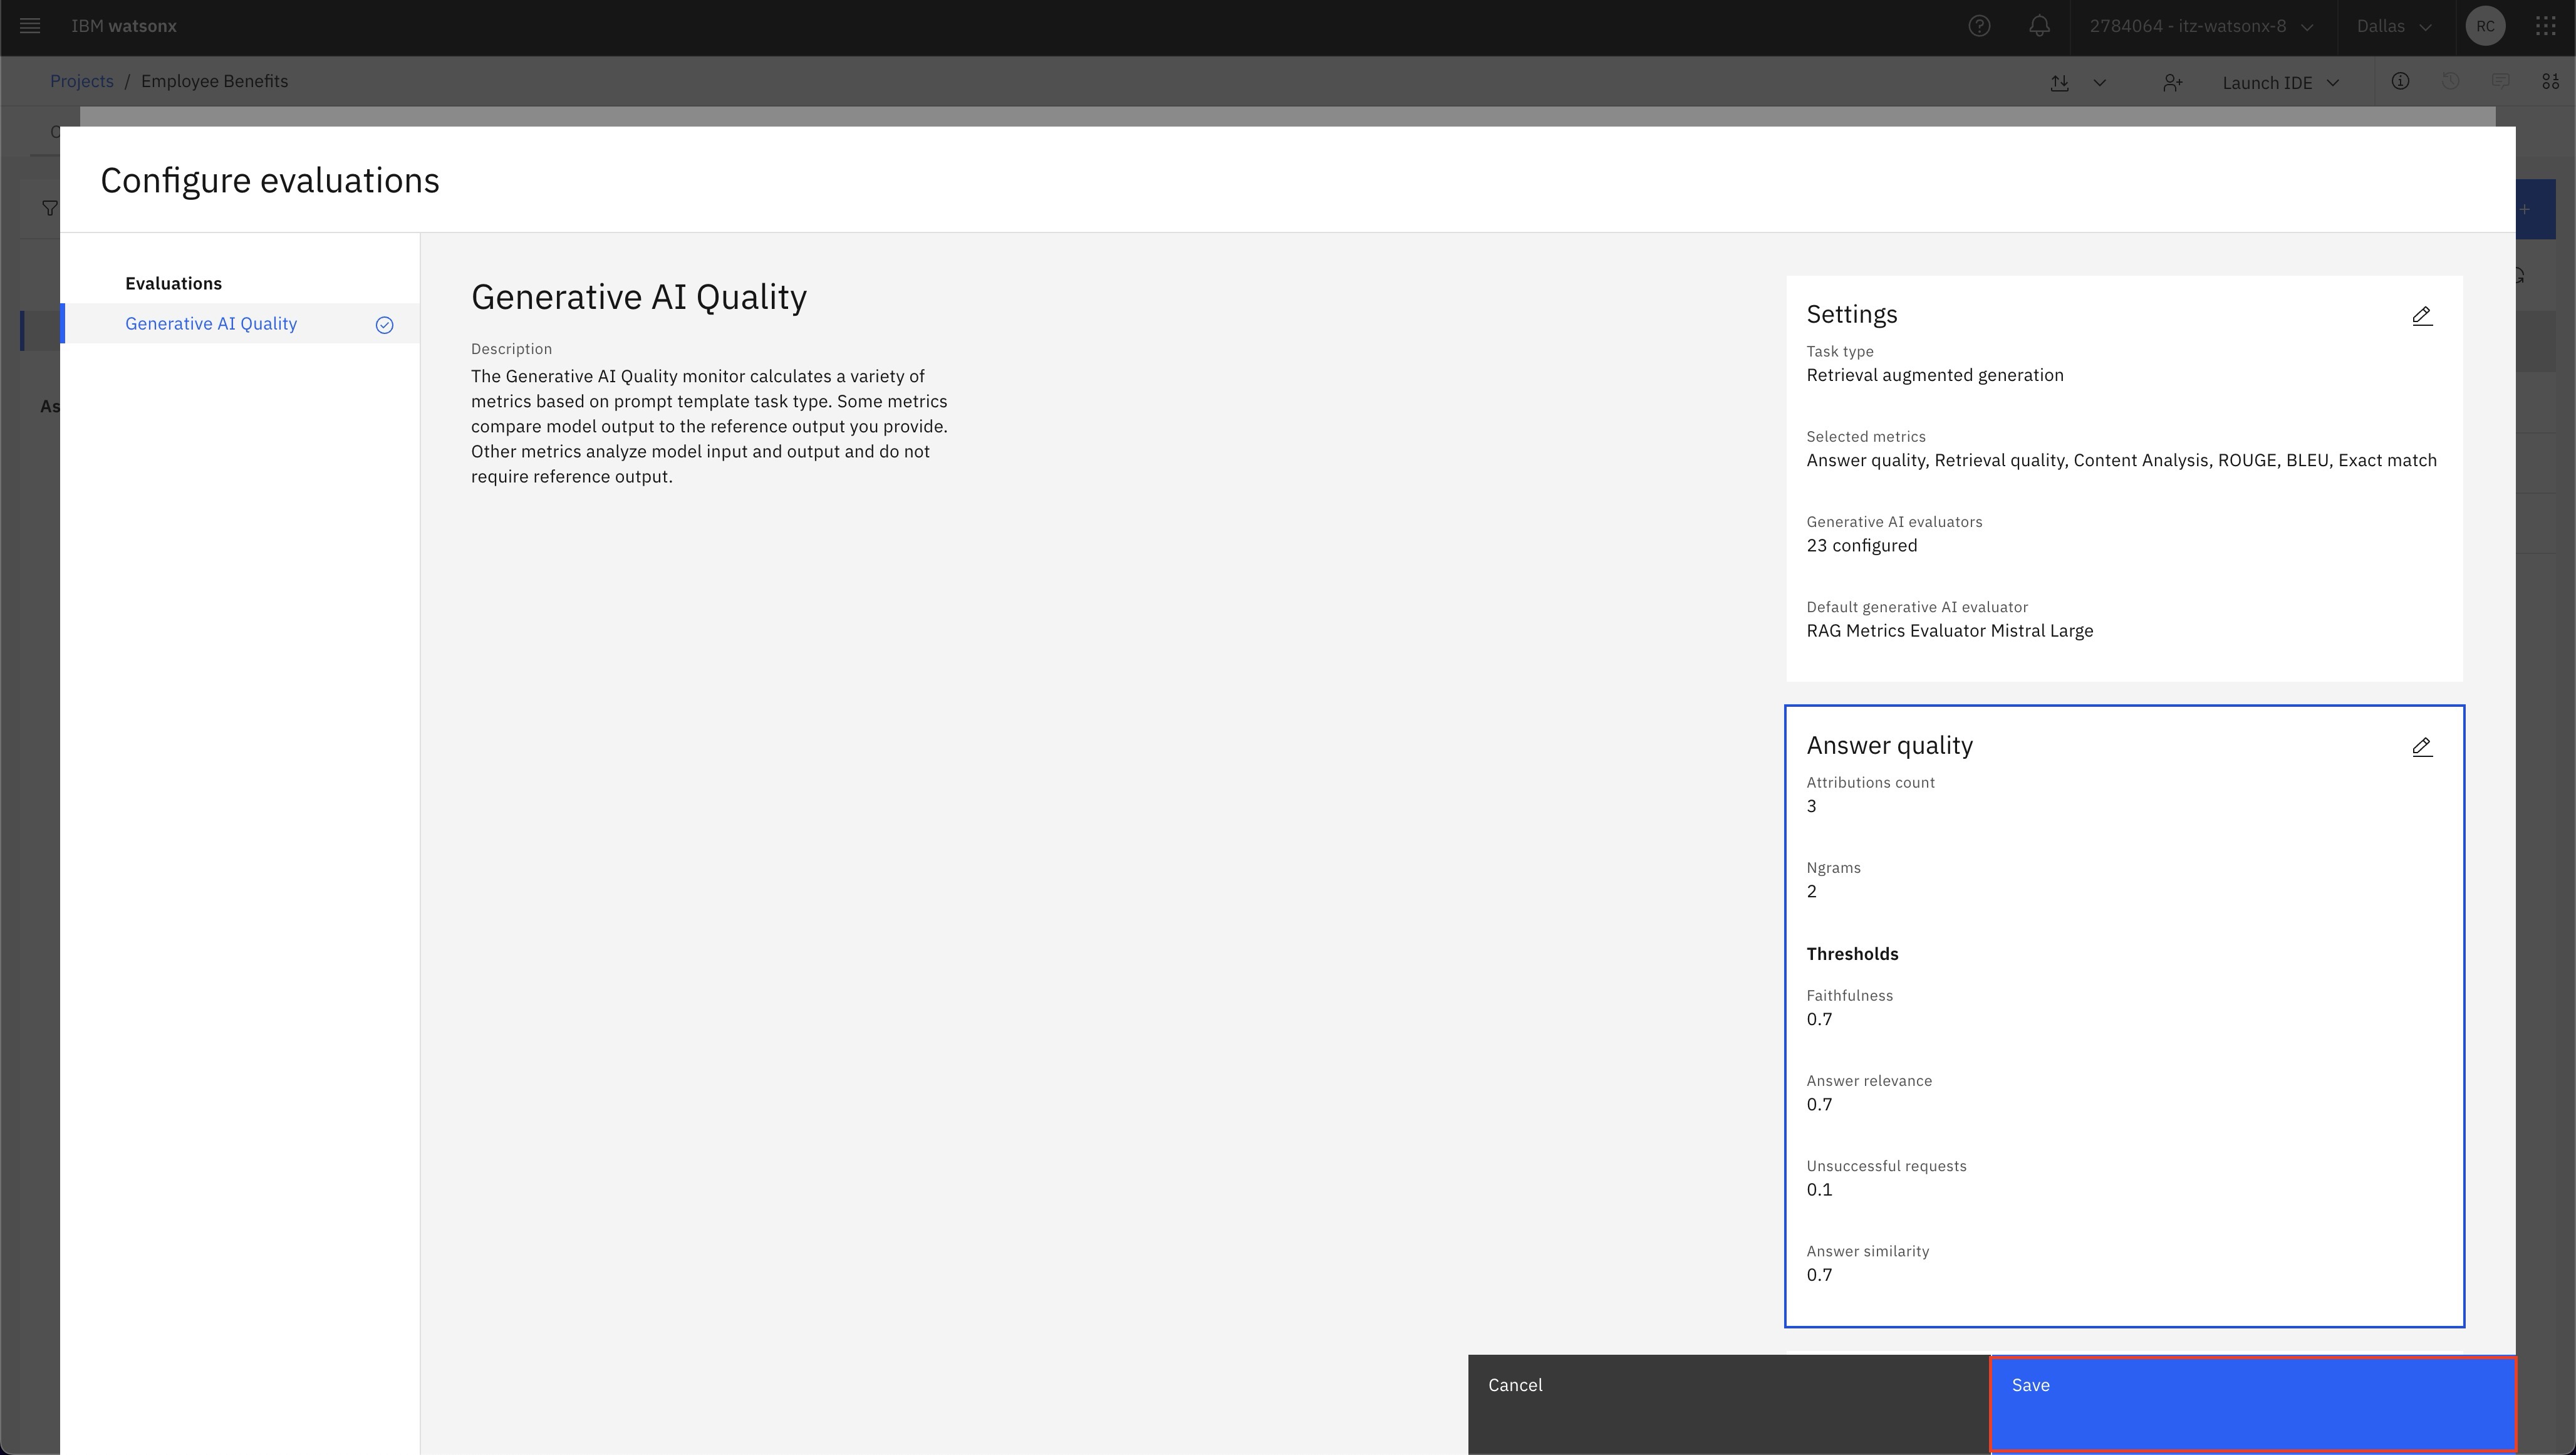 IBM watsonx
2784064 - itz-watsonx-8
Dallas
RC
Projects / Employee Benefits
Launch IDE
Configure evaluations
Evaluations
Generative AI Quality
As
Generative AI Quality
Description
The Generative AI Quality monitor calculates a variety of
metrics based on prompt template task type. Some metrics
compare model output to the reference output you provide.
Other metrics analyze model input and output and do not
require reference output.
Settings
Task type
Retrieval augmented generation
Selected metrics
Answer quality, Retrieval quality, Content Analysis, ROUGE, BLEU, Exact match
Generative AI evaluators
23 configured
Default generative AI evaluator
RAG Metrics Evaluator Mistral Large
Answer quality
Attributions count
3
Ngrams
2
Thresholds
Faithfulness
0.7
Answer relevance
0.7
Unsuccessful requests
0.1
Answer similarity
0.7
Cancel
Save